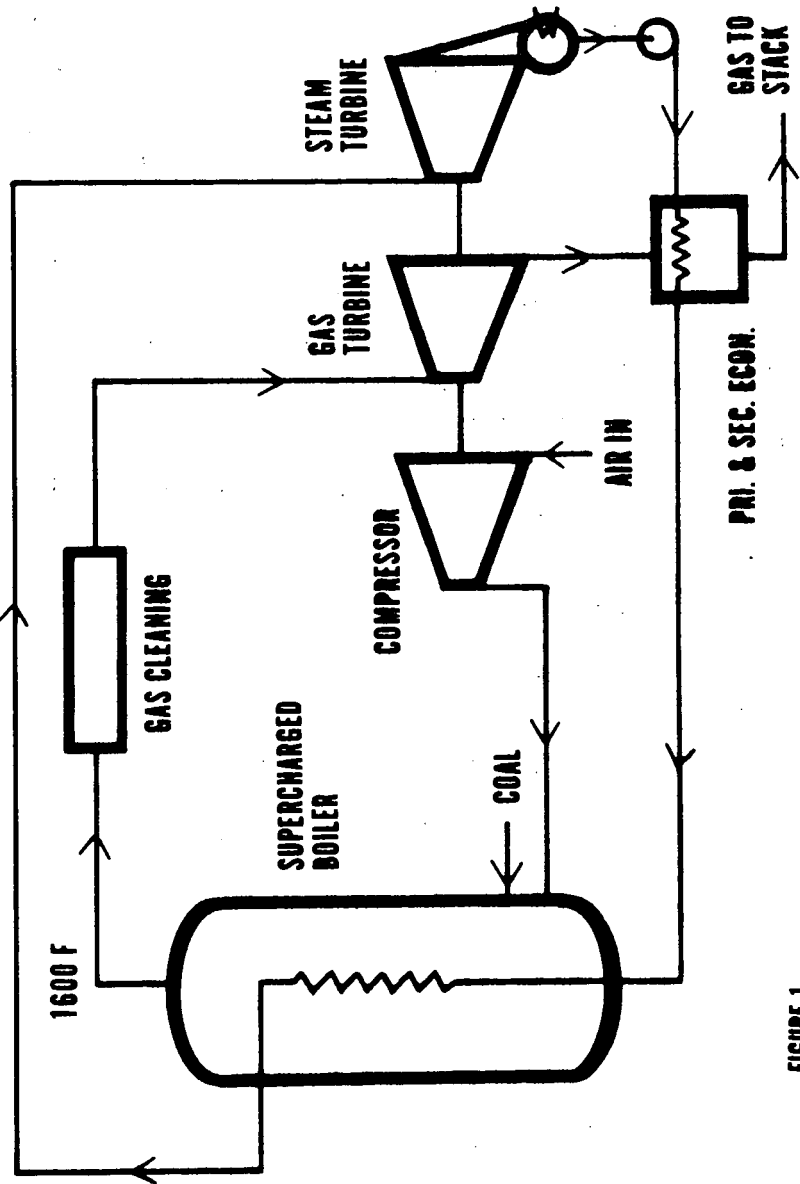 1600 F
GAS CLEANING
SUPERCHARGED
BOILER
COAL
COMPRESSOR
AIR IN
GAS
TURBINE
STEAM
TURBINE
PRI. & SEC. ECON.
GAS TO
STACK
FIGURE 1